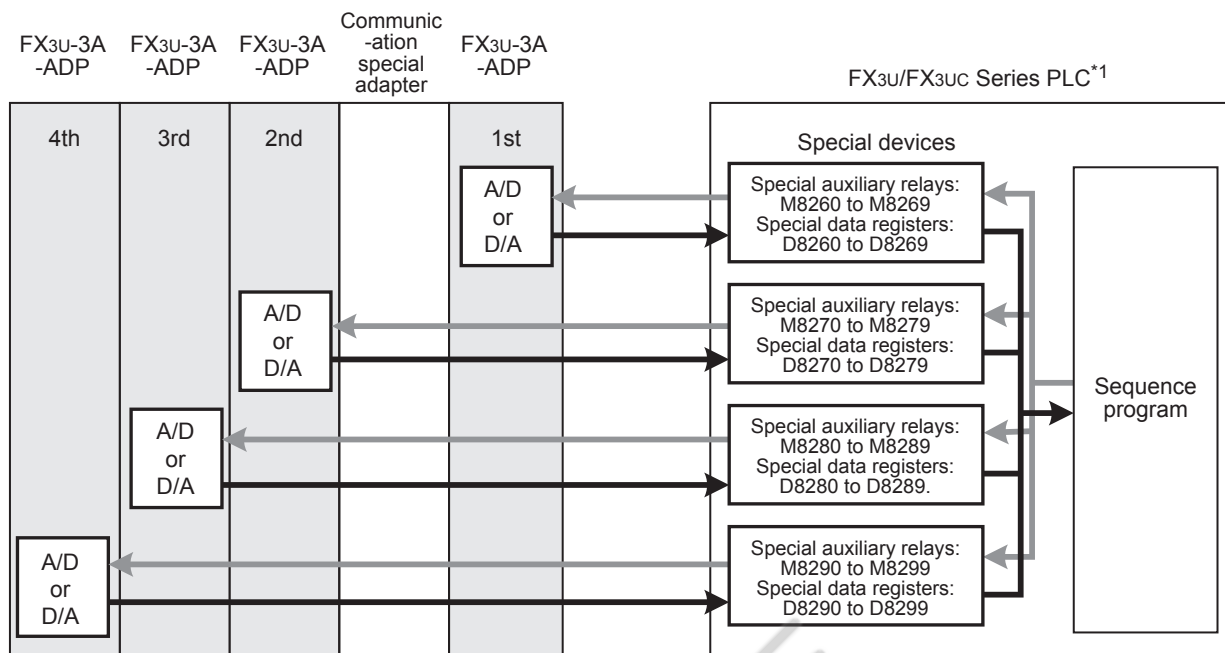 FX3U-3A
-ADP
FX3U-3A
-ADP
FX3U-3A
-ADP
Communic
-ation
special
adapter
FX3U-3A
-ADP
FX3U/FX3UC Series PLC*1
4th
3rd
2nd
1st
Special devices
A/D
or
D/A
Special auxiliary relays:
M8260 to M8269
Special data registers:
D8260 to D8269
A/D
or
D/A
Special auxiliary relays:
M8270 to M8279
Special data registers:
D8270 to D8279
Sequence
program
A/D
or
D/A
Special auxiliary relays:
M8280 to M8289
Special data registers:
D8280 to D8289.
A/D
or
D/A
Special auxiliary relays:
M8290 to M8299
Special data registers:
D8290 to D8299